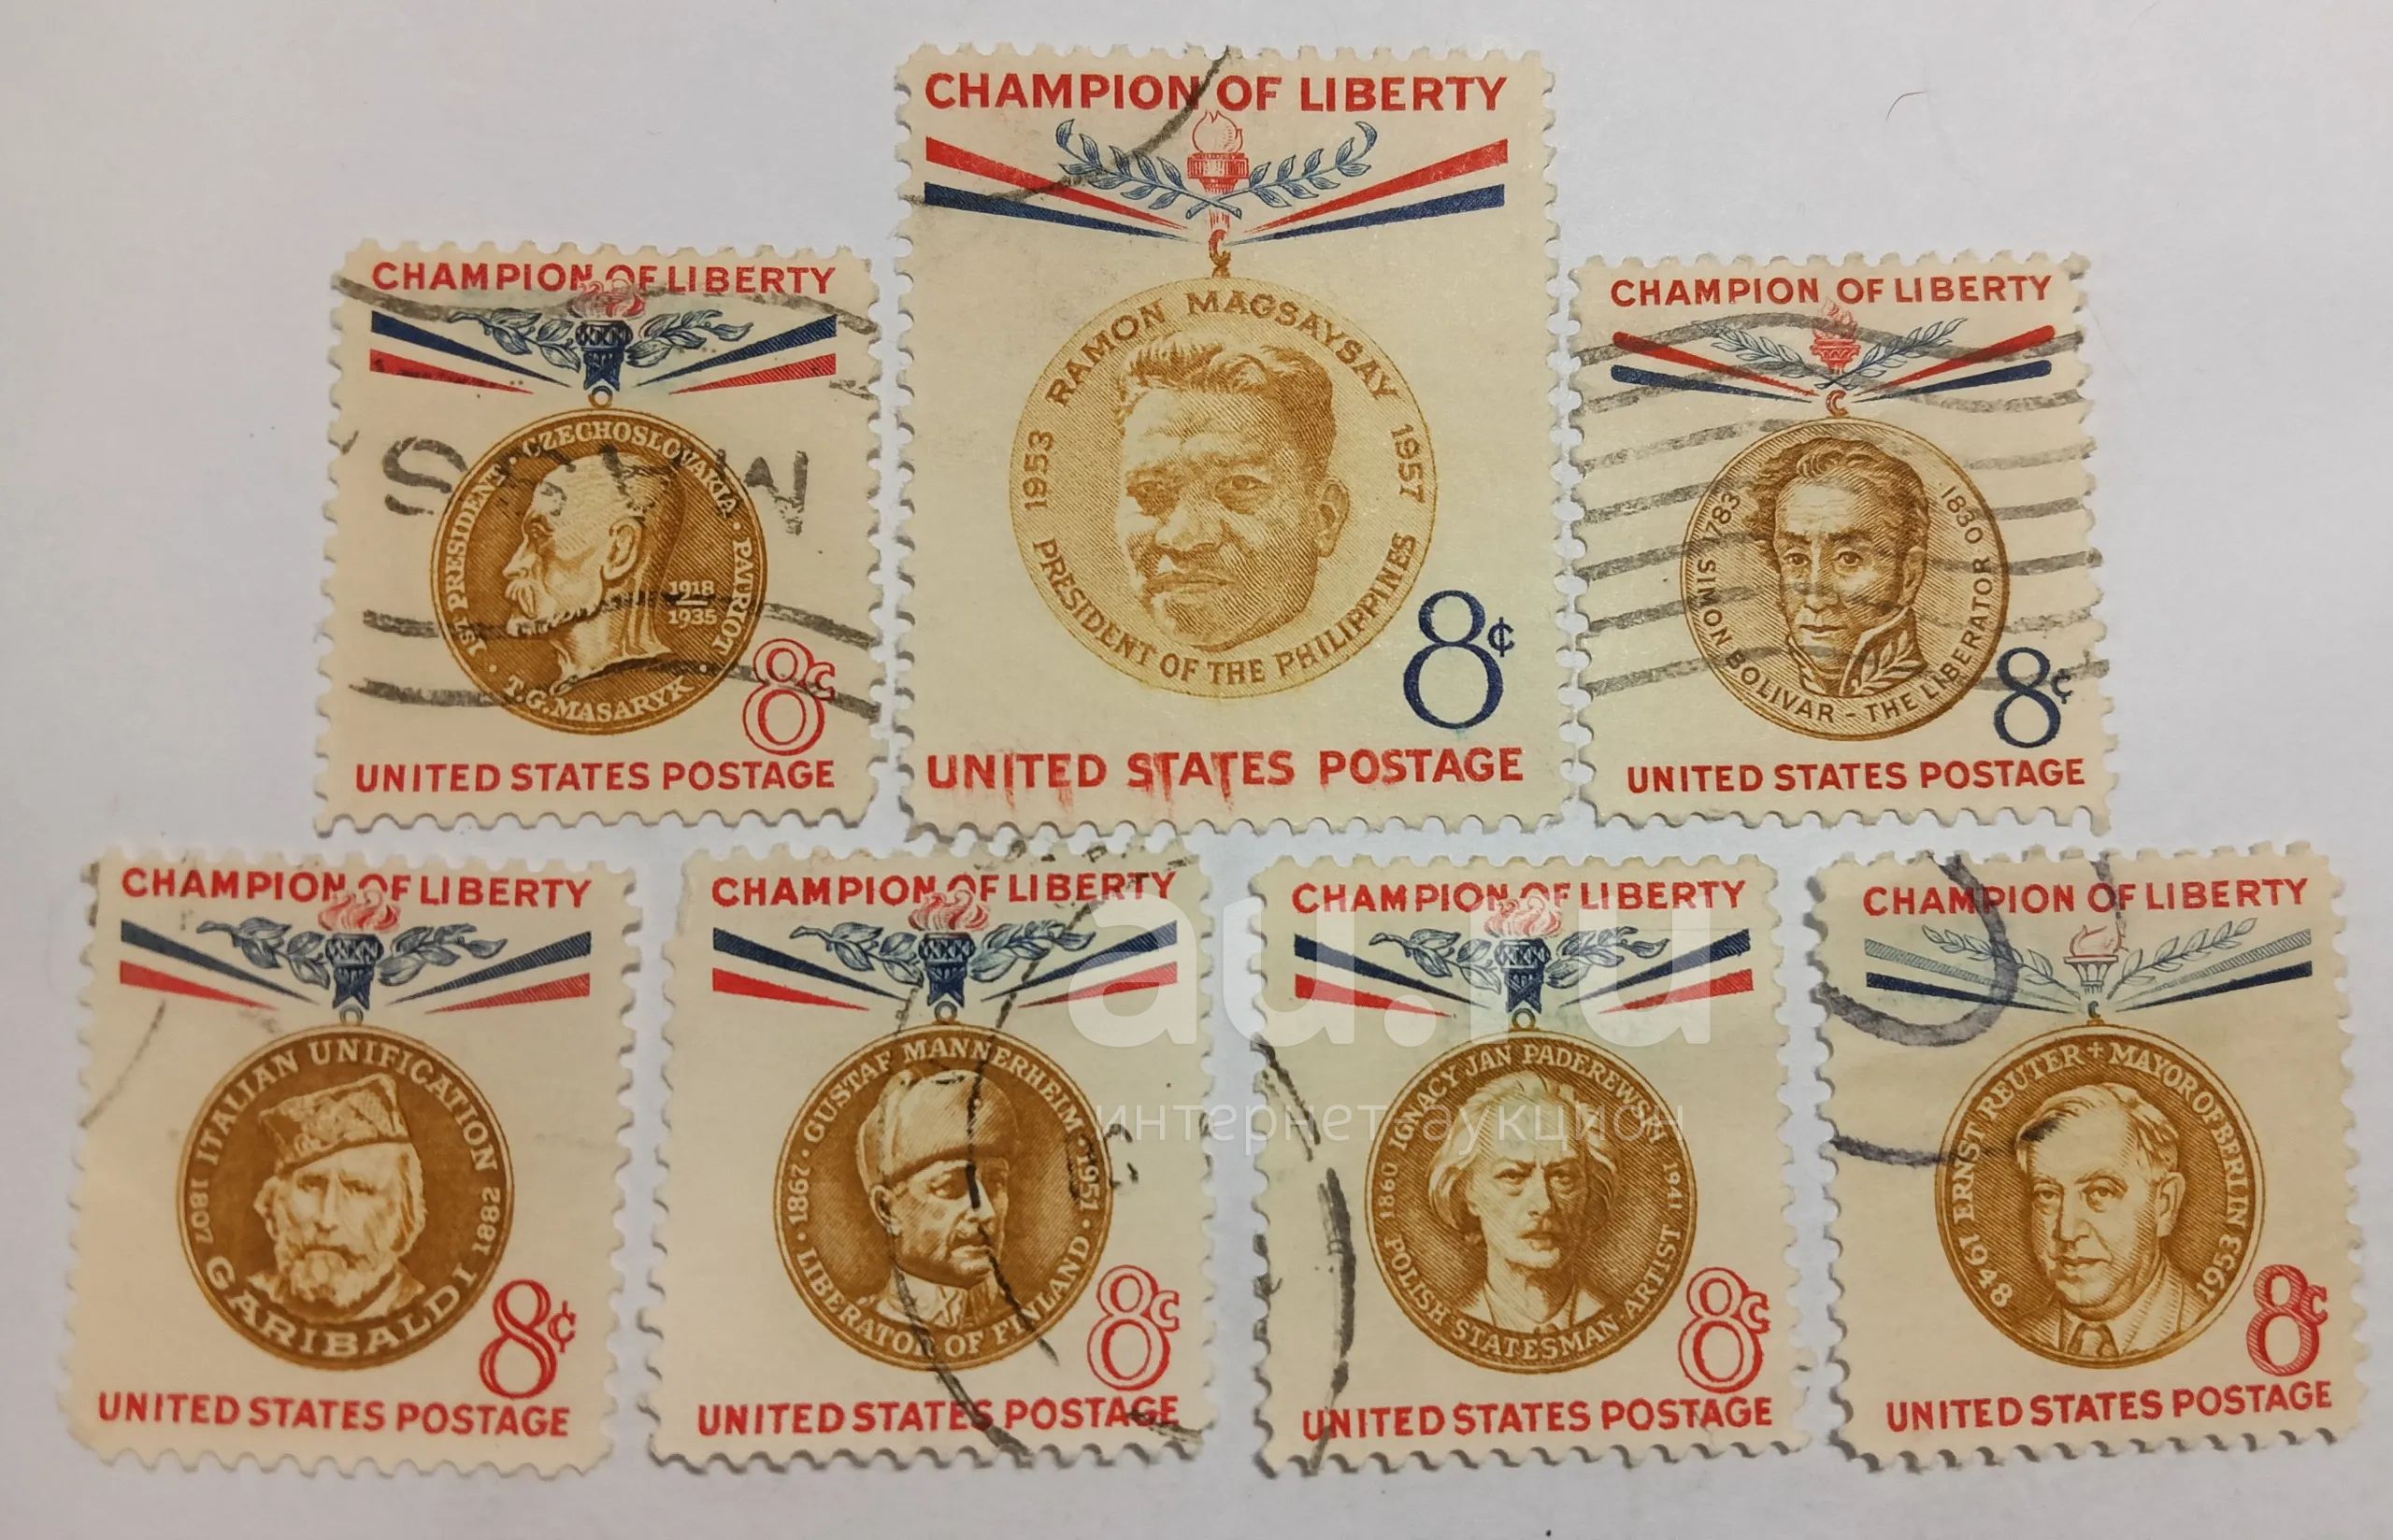 CHAMPION OF LIBERTY
1ST PRESIDENT · CZECHOSLOVAKIA · PATRIOT · T.G. MASARYK ·
1918
1935
8c
UNITED STATES POSTAGE
CHAMPION OF LIBERTY
RAMON MAGSAYSAY
1953 1957
PRESIDENT OF THE PHILIPPINES
8¢
UNITED STATES POSTAGE
CHAMPION OF LIBERTY
1783 1830
SIMON BOLIVAR - THE LIBERATOR
8¢
UNITED STATES POSTAGE
CHAMPION OF LIBERTY
1807 ITALIAN UNIFICATION 1882
GARIBALDI
8¢
UNITED STATES POSTAGE
CHAMPION OF LIBERTY
· 1867 · GUSTAF MANNERHEIM · 1951 ·
LIBERATOR OF FINLAND
8c
UNITED STATES POSTAGE
CHAMPION OF LIBERTY
1860 IGNACY JAN PADEREWSKI 1941
POLISH STATESMAN · ARTIST
8c
UNITED STATES POSTAGE
CHAMPION OF LIBERTY
ERNST REUTER + MAYOR OF BERLIN
1948 1953
8c
UNITED STATES POSTAGE
au.ru
интернет аукцион